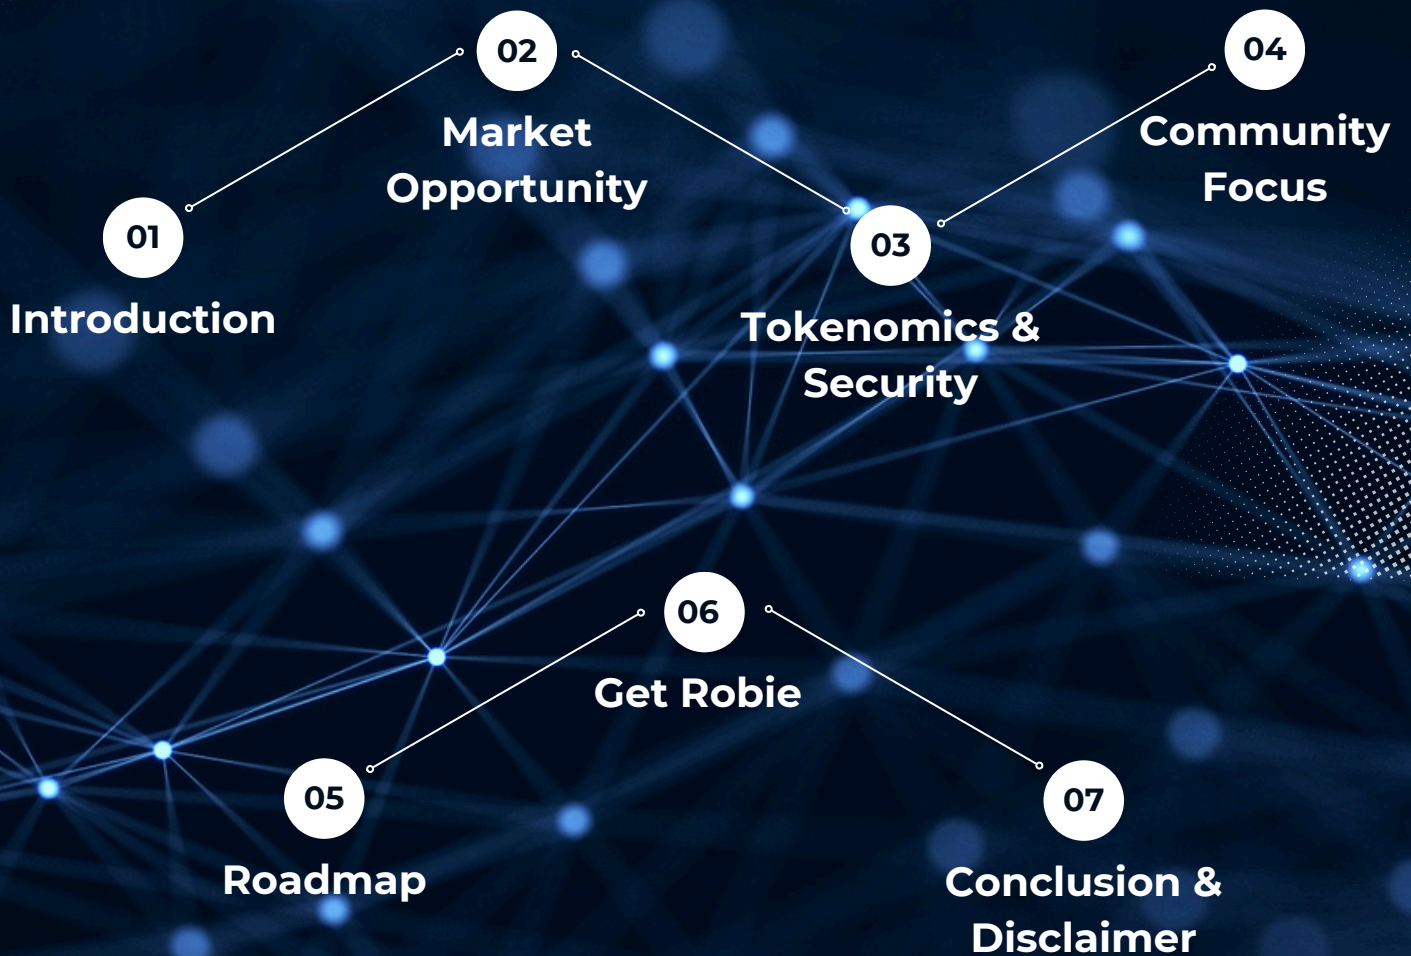 01
Introduction
02
Market
Opportunity
03
Tokenomics &
Security
04
Community
Focus
05
Roadmap
06
Get Robie
07
Conclusion &
Disclaimer